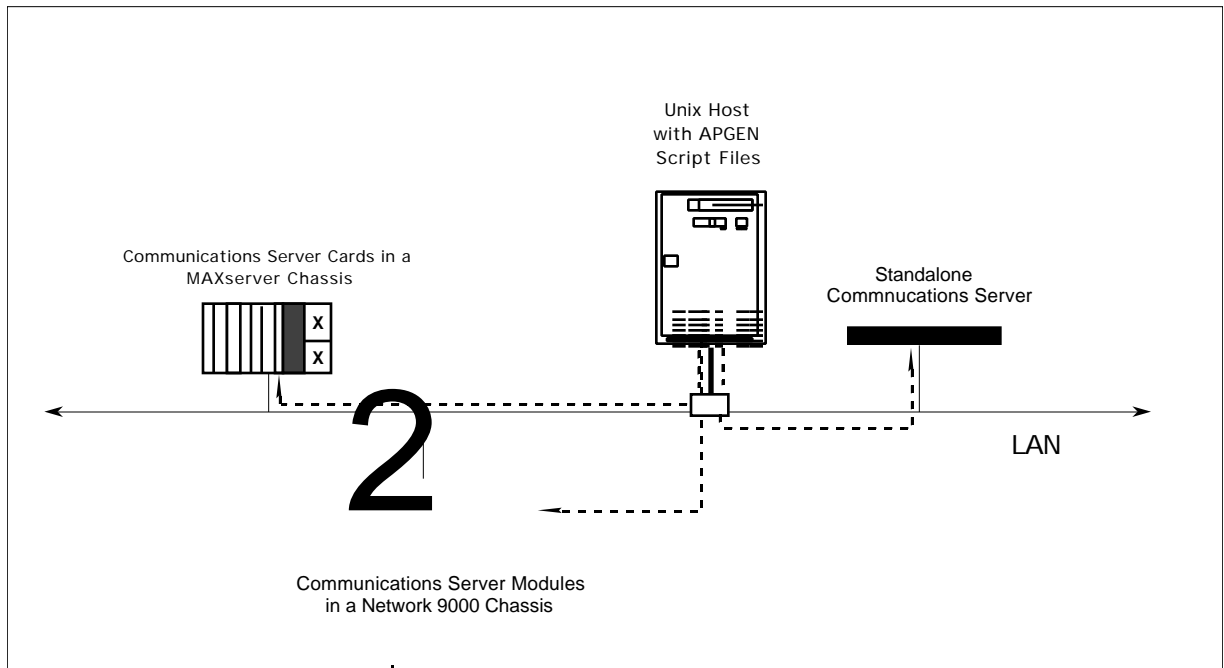 Unix Host
with APGEN
Script Files
Communications Server Cards in a
MAXserver Chassis
Standalone
Commnucations Server
X
X
2
LAN
Communications Server Modules
in a Network 9000 Chassis